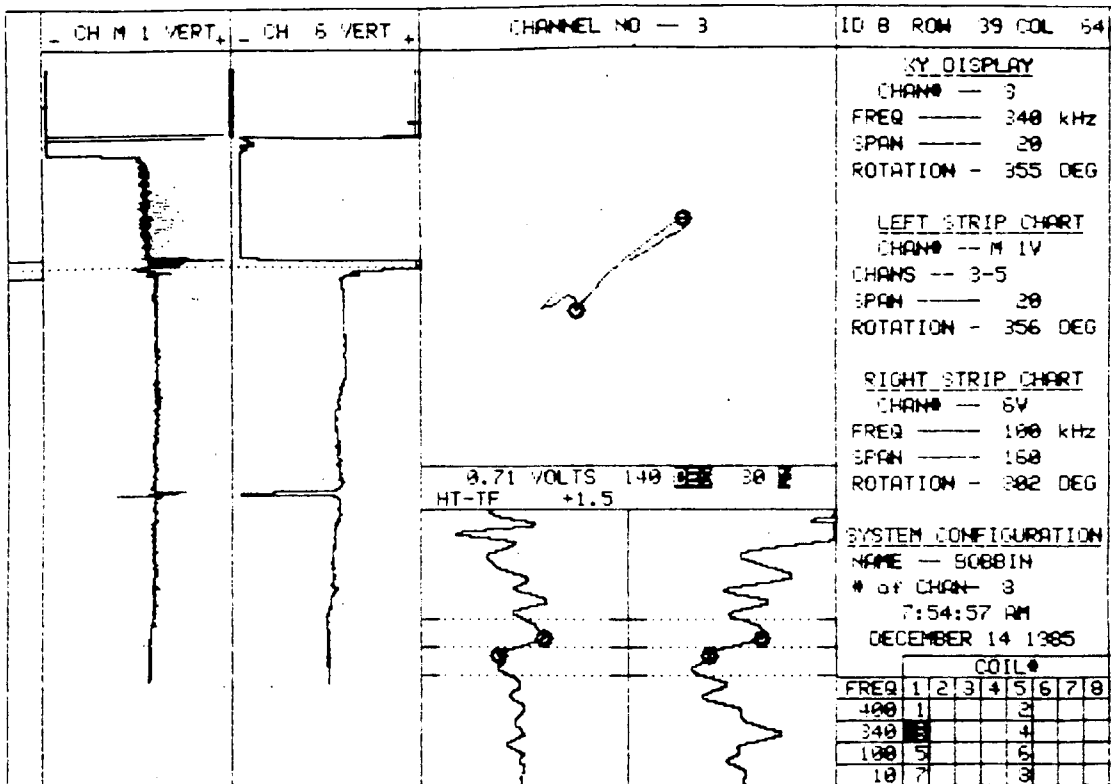 _ CH M 1 VERT +
_ CH 6 VERT +
CHANNEL NO — 3
ID 8 ROW 39 COL 64
XY DISPLAY
CHAN# — 3
FREQ —— 340 kHz
SPAN —— 20
ROTATION - 355 DEG
LEFT STRIP CHART
CHAN# -- M 1V
CHANS -- 3-5
SPAN —— 20
ROTATION - 356 DEG
RIGHT STRIP CHART
CHAN# — 6V
FREQ —— 100 kHz
SPAN —— 160
ROTATION - 302 DEG
SYSTEM CONFIGURATION
NAME — BOBBIN
# of CHAN- 8
7:54:57 AM
DECEMBER 14 1985
COIL#
FREQ 1 2 3 4 5 6 7 8
400 1 2
340 3 4
100 5 6
10 7 8
0.71 VOLTS 140 DEG 30 %
HT-TF +1.5